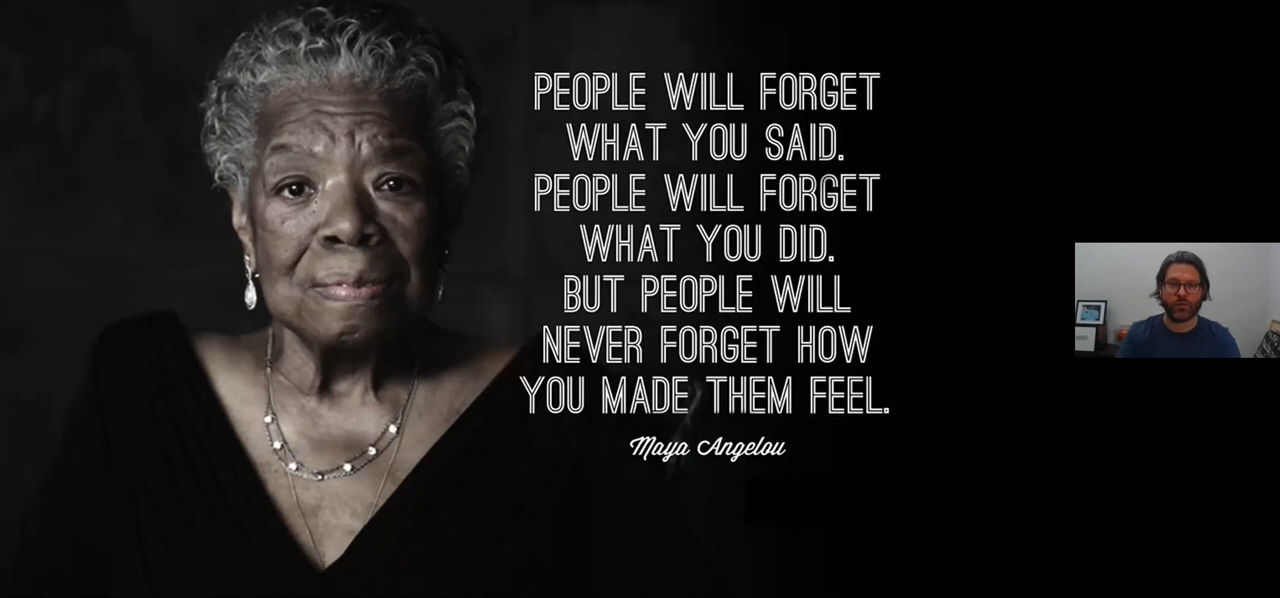 PEOPLE WILL FORGET
WHAT YOU SAID.
PEOPLE WILL FORGET
WHAT YOU DID.
BUT PEOPLE WILL
NEVER FORGET HOW
YOU MADE THEM FEEL.
Maya Angelou